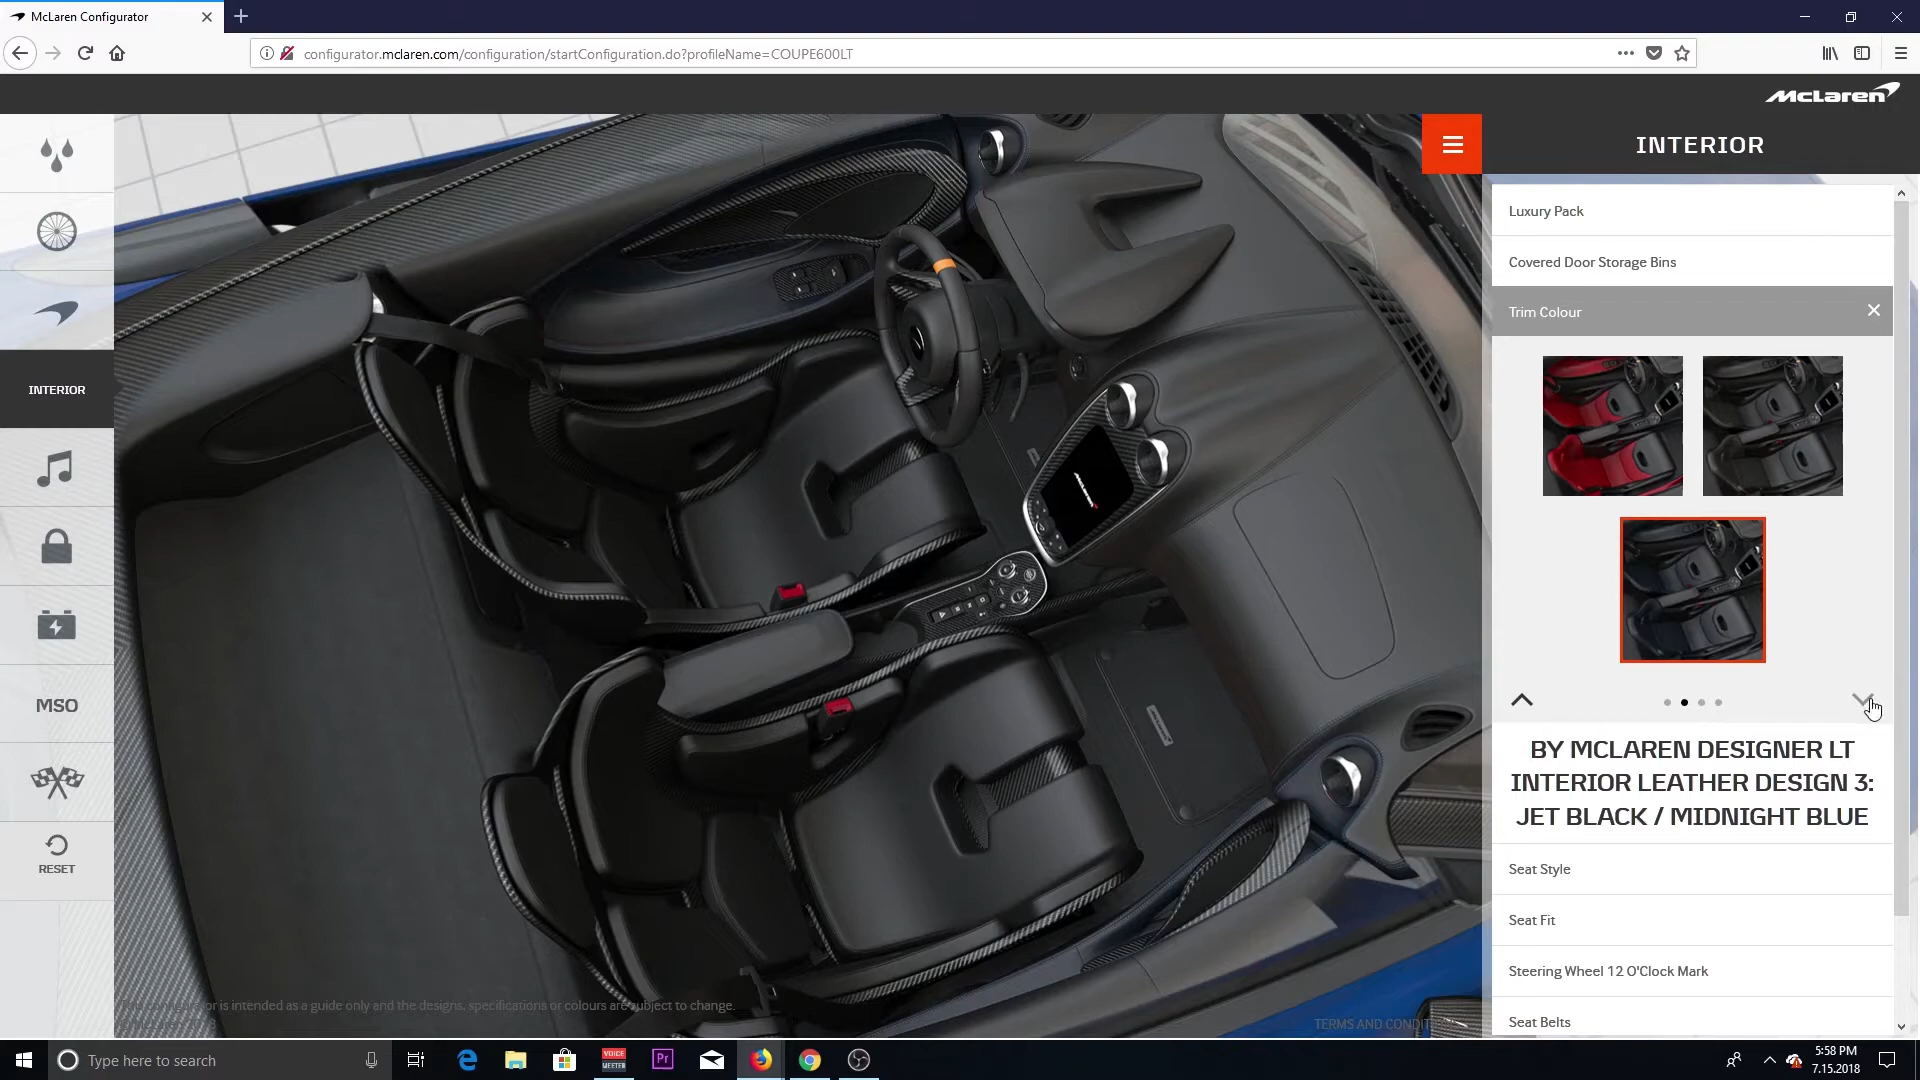 McLaren Configurator
configurator.mclaren.com/configuration/startConfiguration.do?profileName=COUPE600LT
McLaren
INTERIOR
Luxury Pack
Covered Door Storage Bins
Trim Colour
INTERIOR
BY MCLAREN DESIGNER LT
INTERIOR LEATHER DESIGN 3:
JET BLACK / MIDNIGHT BLUE
MSO
RESET
Seat Style
Seat Fit
Steering Wheel 12 O'Clock Mark
Seat Belts
is intended as a guide only and the designs, specifications or colours are subject to change.
TERMS AND
Type here to search
VOICE
MEETER
Pr
5:58 PM
7.15.2018